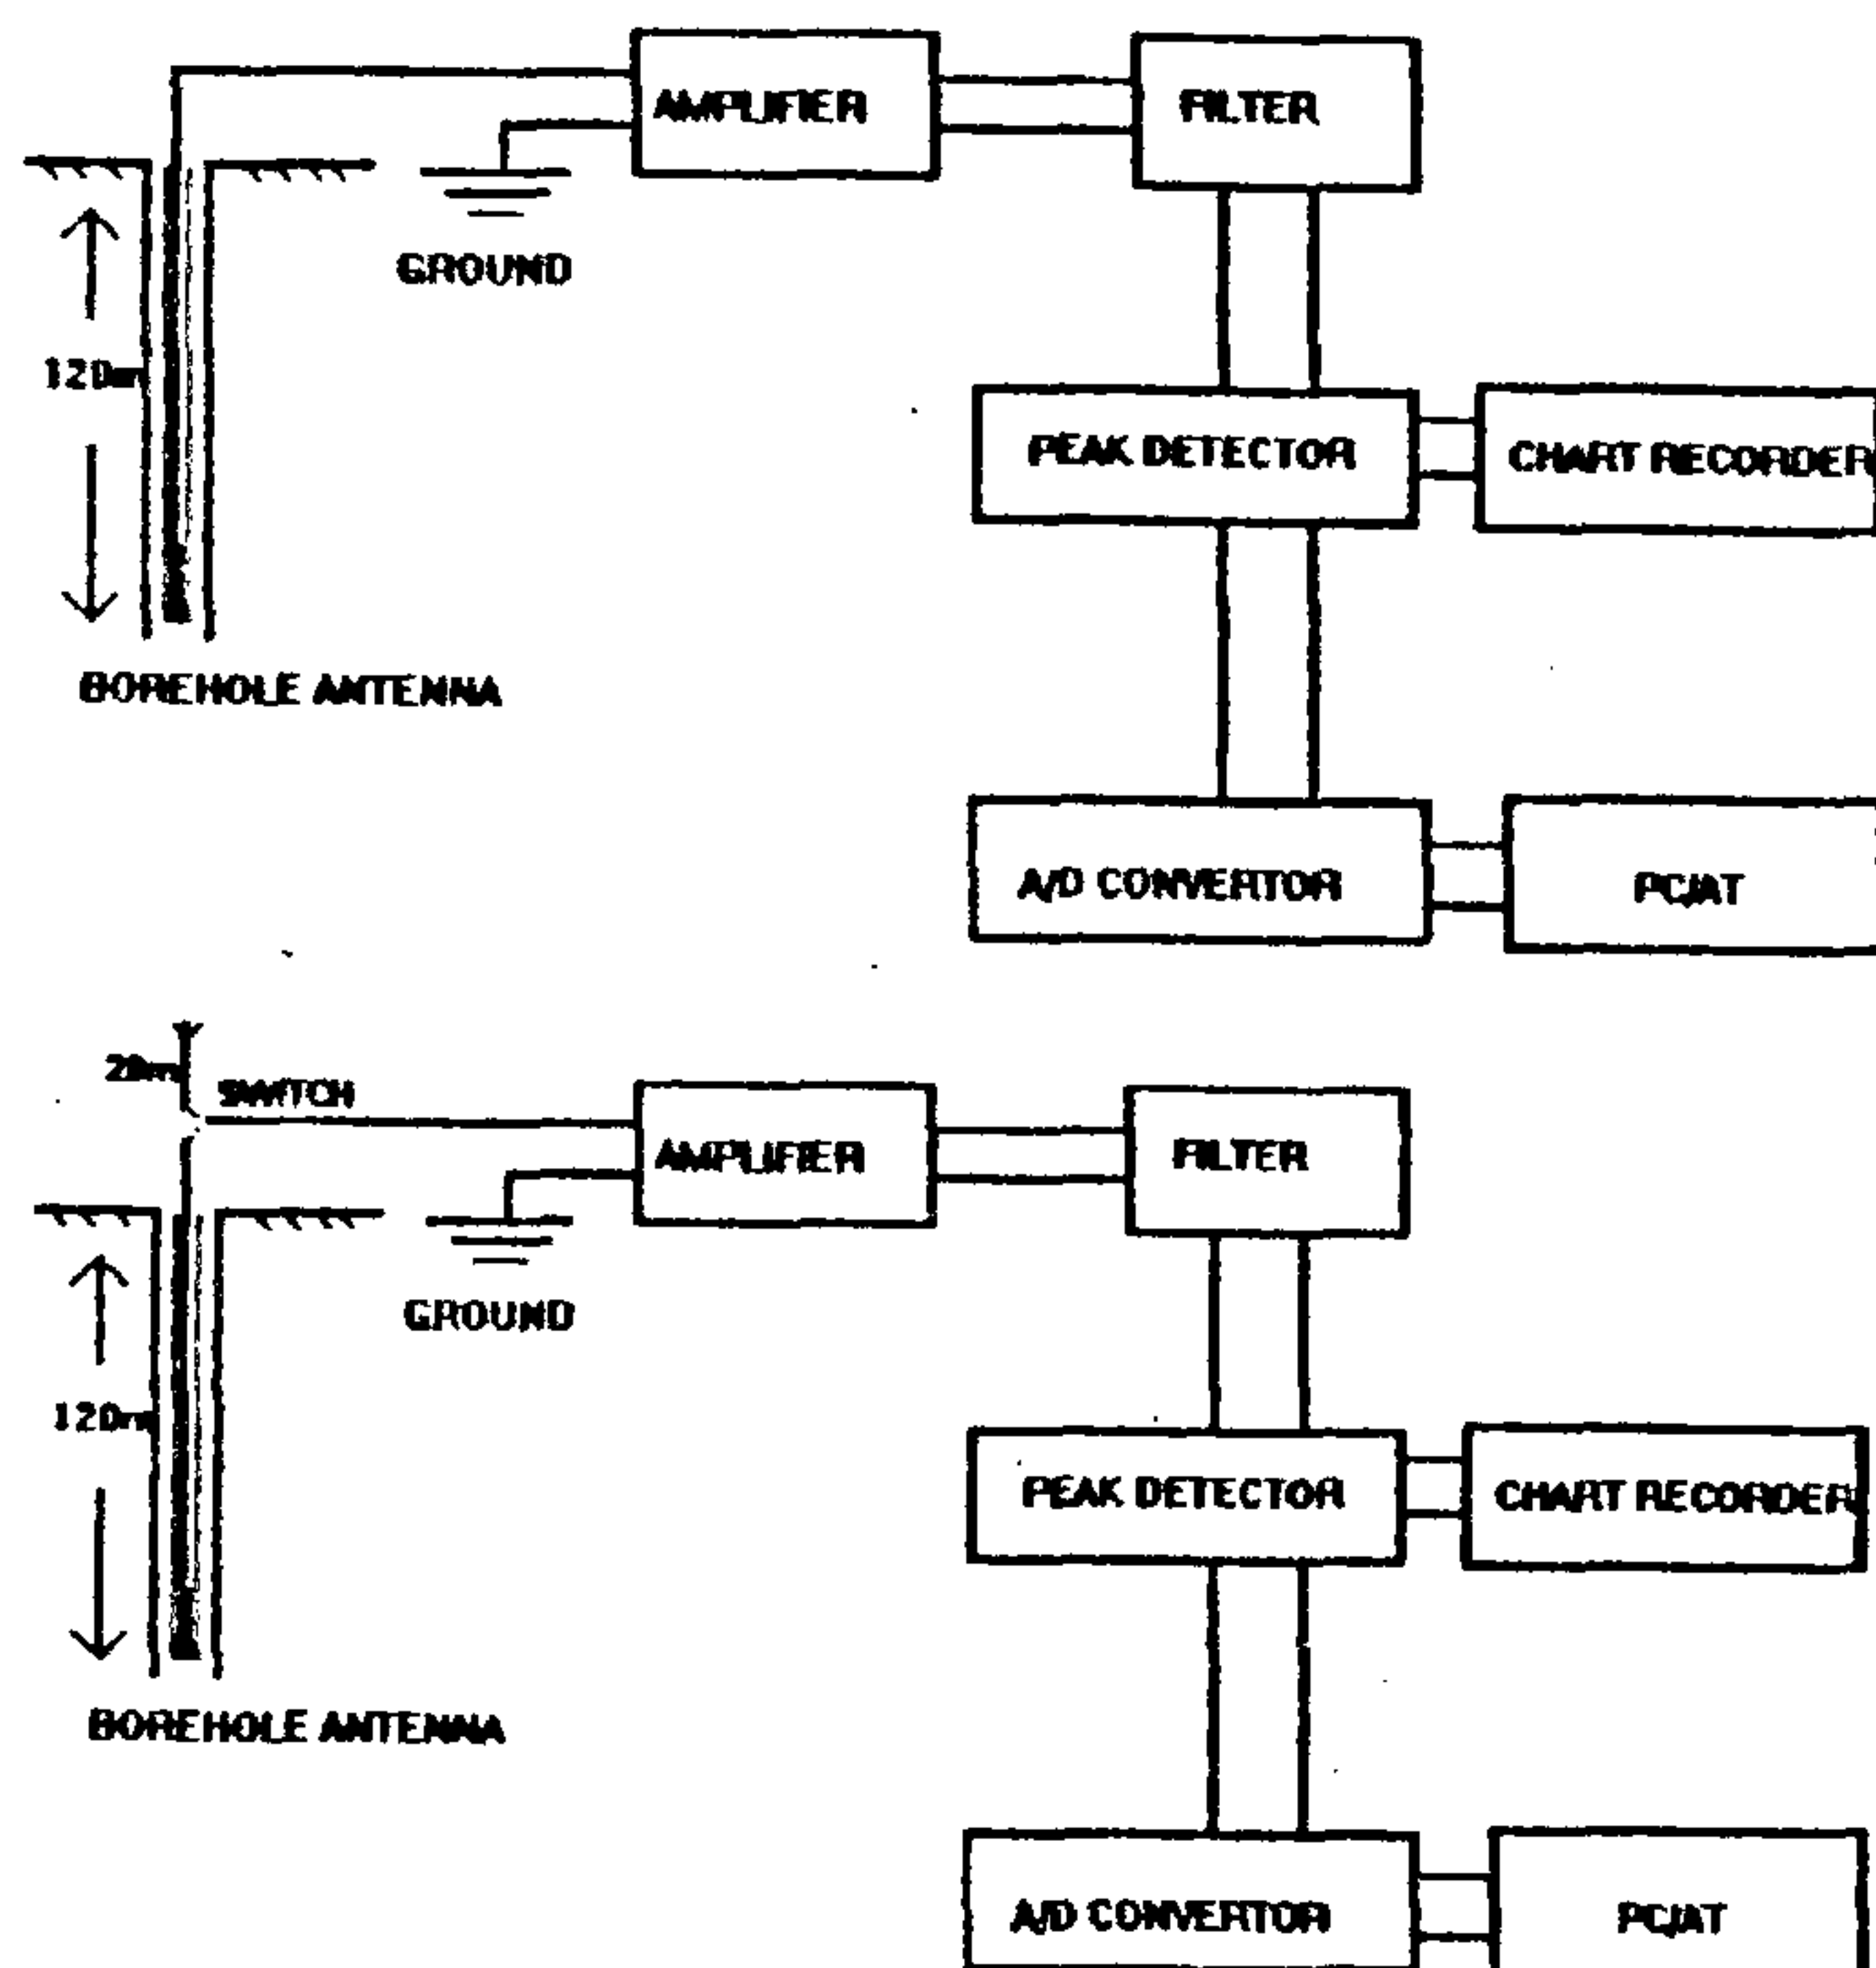 AMPLIFIER
FILTER
GROUND
120m
PEAK DETECTOR
CHART RECORDER
BOREHOLE ANTENNA
A/D CONVERTOR
PC/AT
SWITCH
AMPLIFIER
FILTER
GROUND
120m
PEAK DETECTOR
CHART RECORDER
BOREHOLE ANTENNA
A/D CONVERTOR
PC/AT